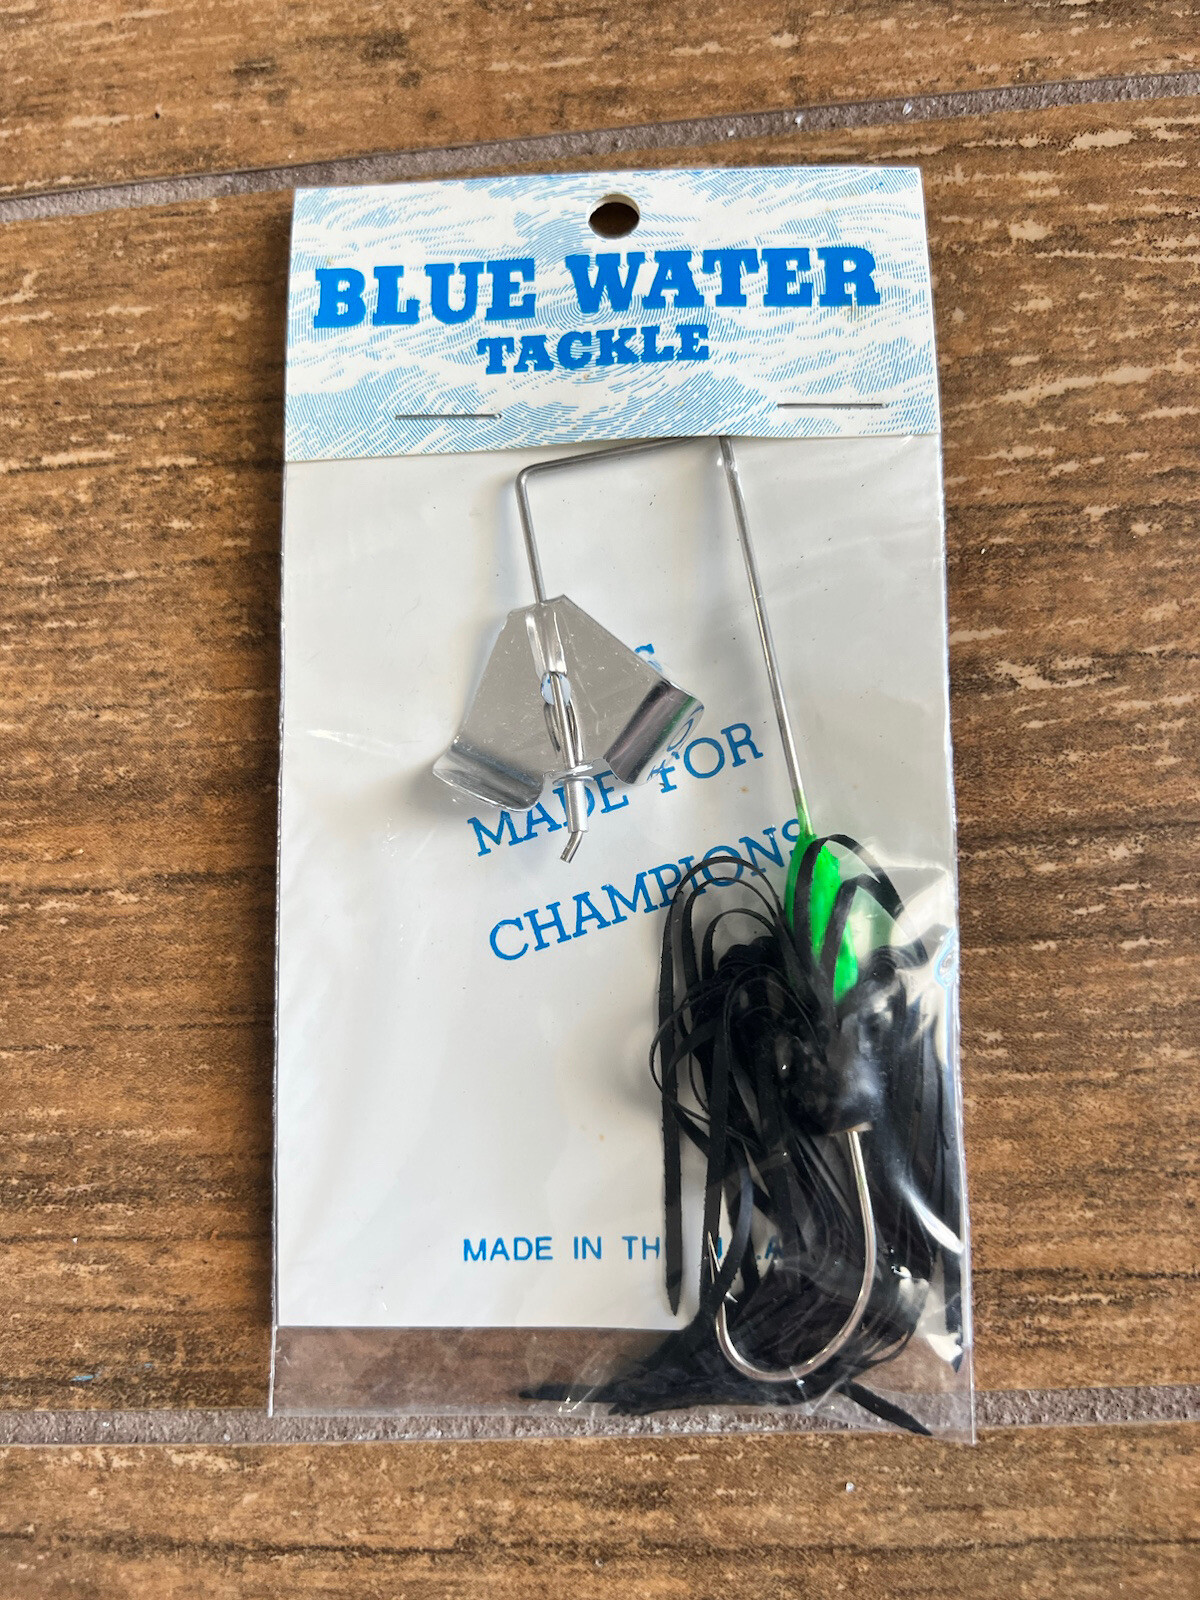 BLUE WATER
TACKLE
MADE FOR
CHAMPIONS
MADE IN